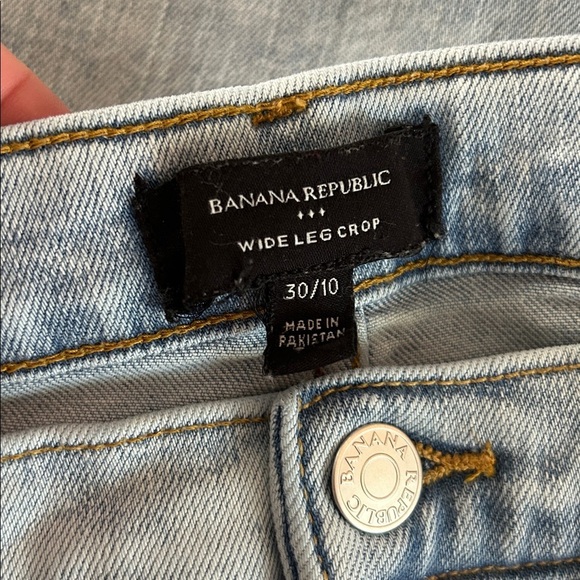 BANANA REPUBLIC
WIDE LEG CROP
30/10
MADE IN
PAKISTAN
BANANA REPUBLIC